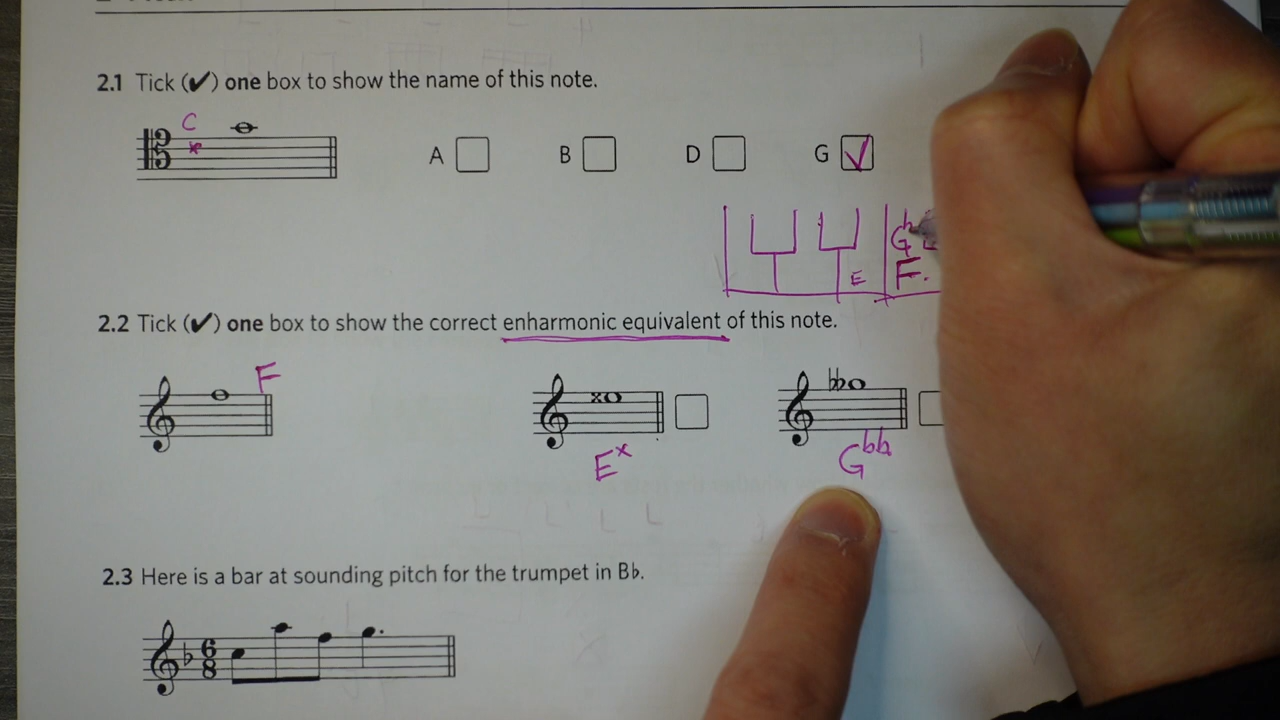 2.1 Tick (✔) one box to show the name of this note.
C
A B D G
G♭
E F
2.2 Tick (✔) one box to show the correct enharmonic equivalent of this note.
F
E× G♭♭
2.3 Here is a bar at sounding pitch for the trumpet in B♭.
6
8